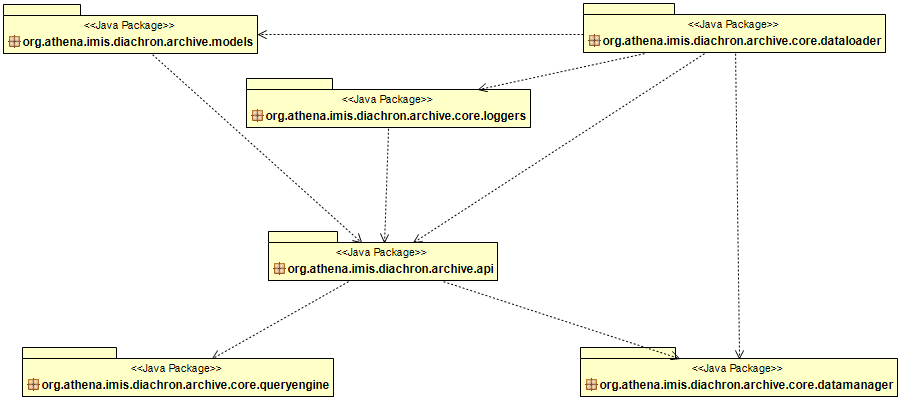 <<Java Package>>
org.athena.imis.diachron.archive.models
<<Java Package>>
org.athena.imis.diachron.archive.core.dataloader
<<Java Package>>
org.athena.imis.diachron.archive.core.loggers
<<Java Package>>
org.athena.imis.diachron.archive.api
<<Java Package>>
org.athena.imis.diachron.archive.core.queryengine
<<Java Package>>
org.athena.imis.diachron.archive.core.datamanager